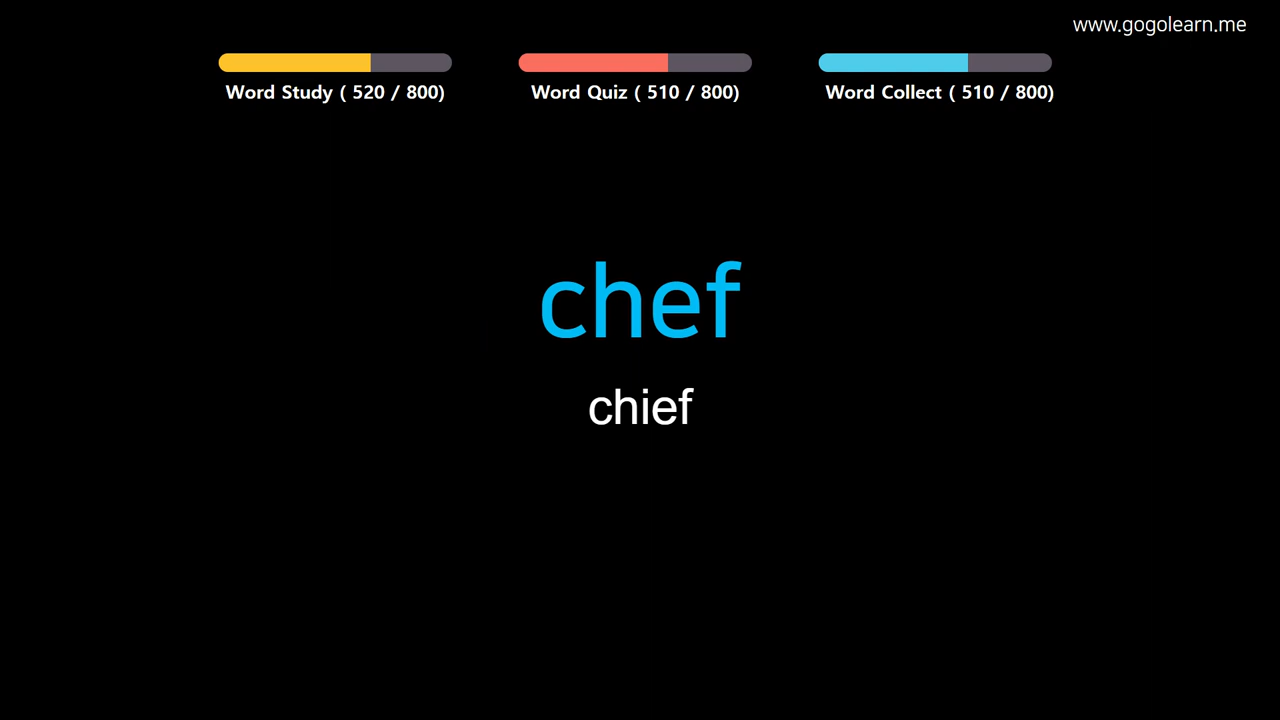 www.gogolearn.me
Word Study ( 520 / 800)
Word Quiz ( 510 / 800)
Word Collect ( 510 / 800)
chef
chief